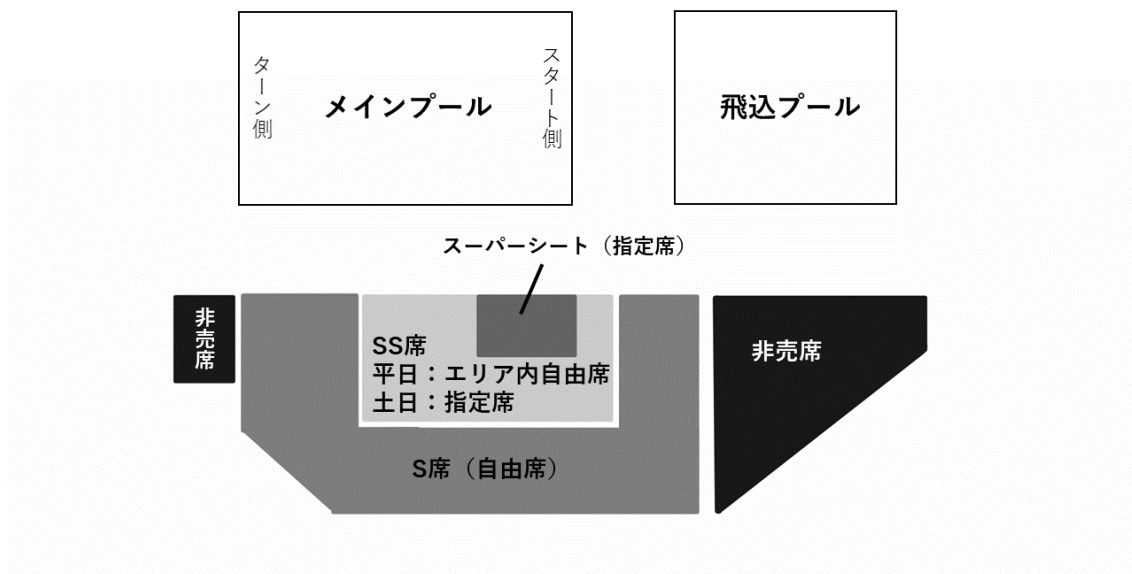 ターン側
メインプール
スタート側
飛込プール
スーパーシート（指定席）
非売席
SS席
平日：エリア内自由席
土日：指定席
非売席
S席（自由席）